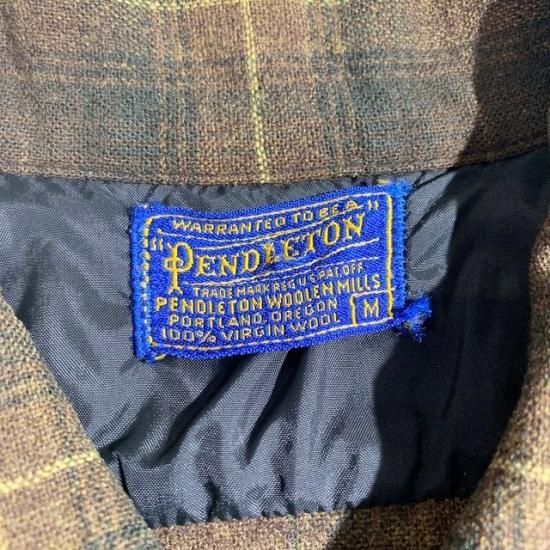 WARRANTED TO BE A
"PENDLETON"
TRADE MARK REG U.S. PAT. OFF.
PENDLETON WOOLEN MILLS
PORTLAND, OREGON
100% VIRGIN WOOL
M